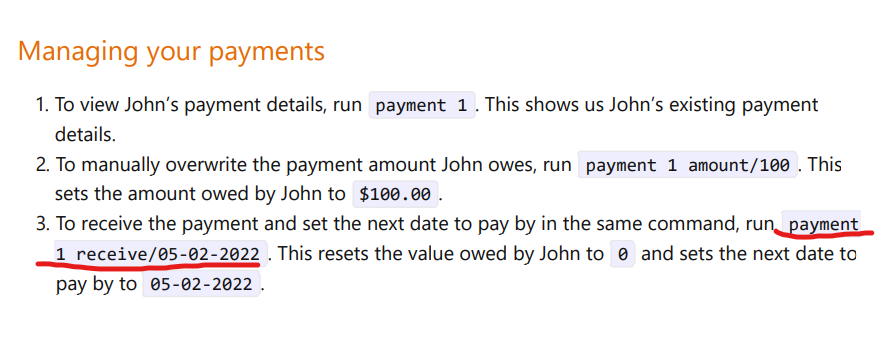 Managing your payments
1. To view John's payment details, run payment 1 . This shows us John's existing payment
details.
2. To manually overwrite the payment amount John owes, run payment 1 amount/100 . This
sets the amount owed by John to $100.00 .
3. To receive the payment and set the next date to pay by in the same command, run payment
1 receive/05-02-2022 . This resets the value owed by John to 0 and sets the next date to
pay by to 05-02-2022 .